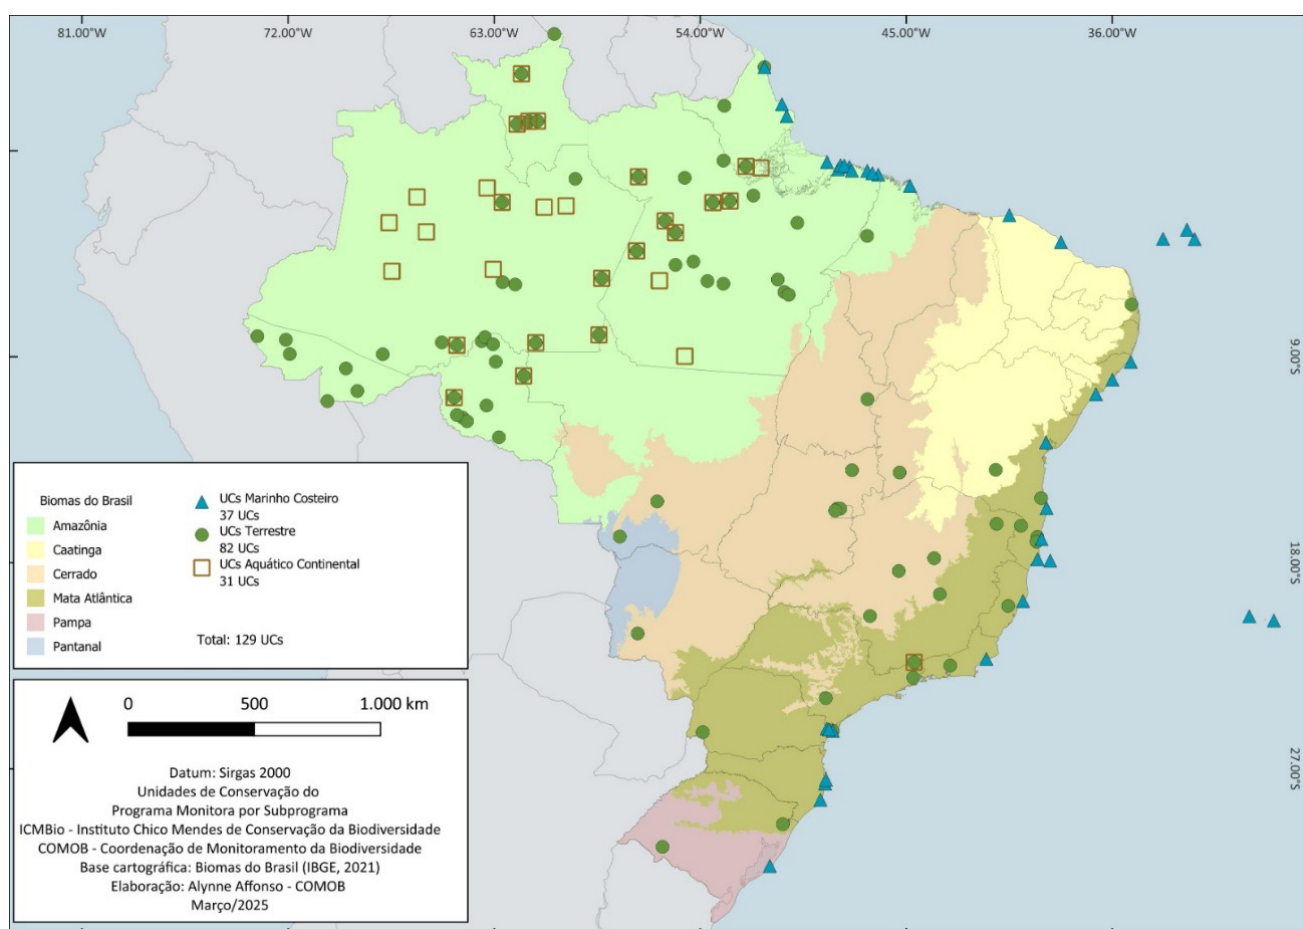 81.00°W
72.00°W
63.00°W
54.00°W
45.00°W
36.00°W
9.00°S
18.00°S
27.00°S
Biomas do Brasil
Amazônia
Caatinga
Cerrado
Mata Atlântica
Pampa
Pantanal
UCs Marinho Costeiro
37 UCs
UCs Terrestre
82 UCs
UCs Aquático Continental
31 UCs
Total: 129 UCs
0 500 1.000 km
Datum: Sirgas 2000
Unidades de Conservação do
Programa Monitora por Subprograma
ICMBio - Instituto Chico Mendes de Conservação da Biodiversidade
COMOB - Coordenação de Monitoramento da Biodiversidade
Base cartográfica: Biomas do Brasil (IBGE, 2021)
Elaboração: Alynne Affonso - COMOB
Março/2025